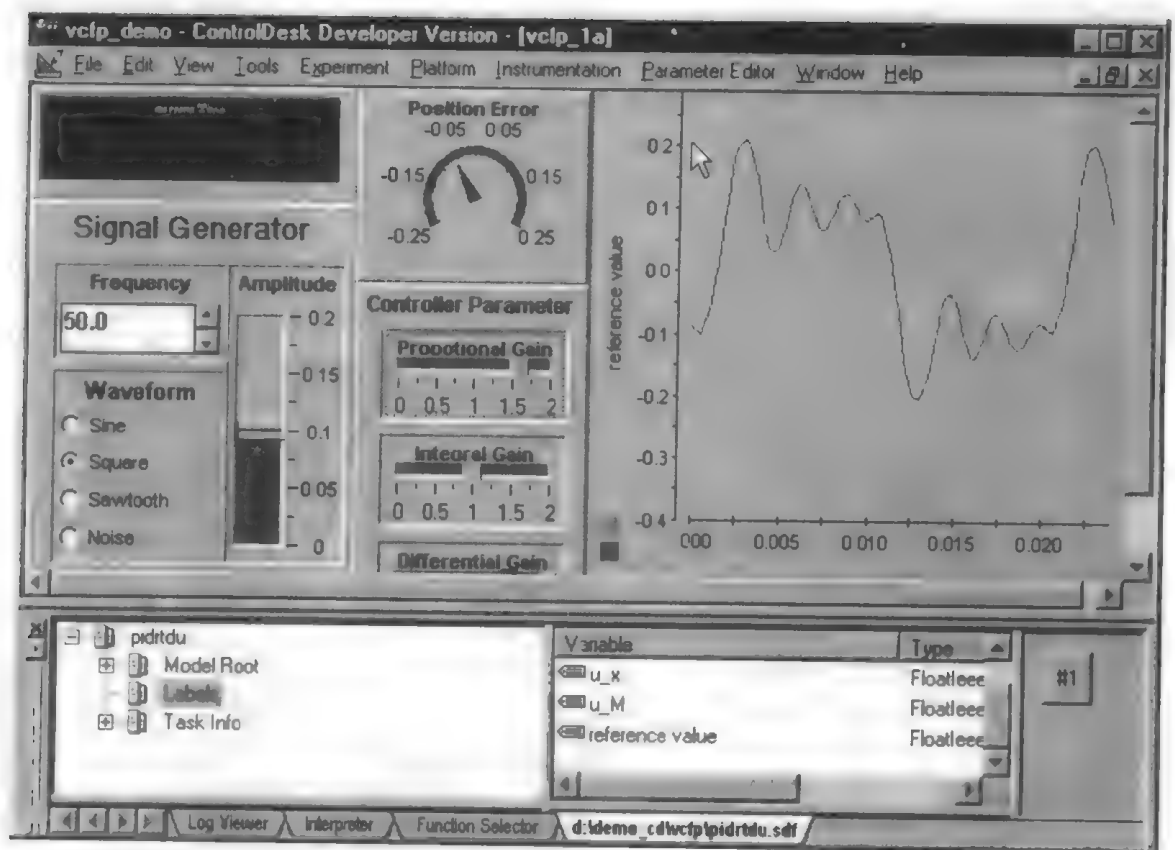 vcfp_demo - ControlDesk Developer Version - [vcfp_1a]
File Edit View Tools Experiment Platform Instrumentation Parameter Editor Window Help
Position Error
-0.05 0.05
-0.15 0.15
-0.25 0.25
Signal Generator
Frequency
50.0
Waveform
Sine
Square
Sawtooth
Noise
Amplitude
0.2
0.15
0.1
0.05
0
Controller Parameter
Propotional Gain
0 0.5 1 1.5 2
Integral Gain
0 0.5 1 1.5 2
Differential Gain
reference value
0.2
0.1
0.0
-0.1
-0.2
-0.3
-0.4
0.005 0.010 0.015 0.020
pidrtdu
Model Root
Labels
Task Info
Variable Type
u_x FloatIeee
u_M FloatIeee
reference value FloatIeee
#1
Log Viewer Interpreter Function Selector d:\demo_cd\vcfp\pidrtdu.sdf